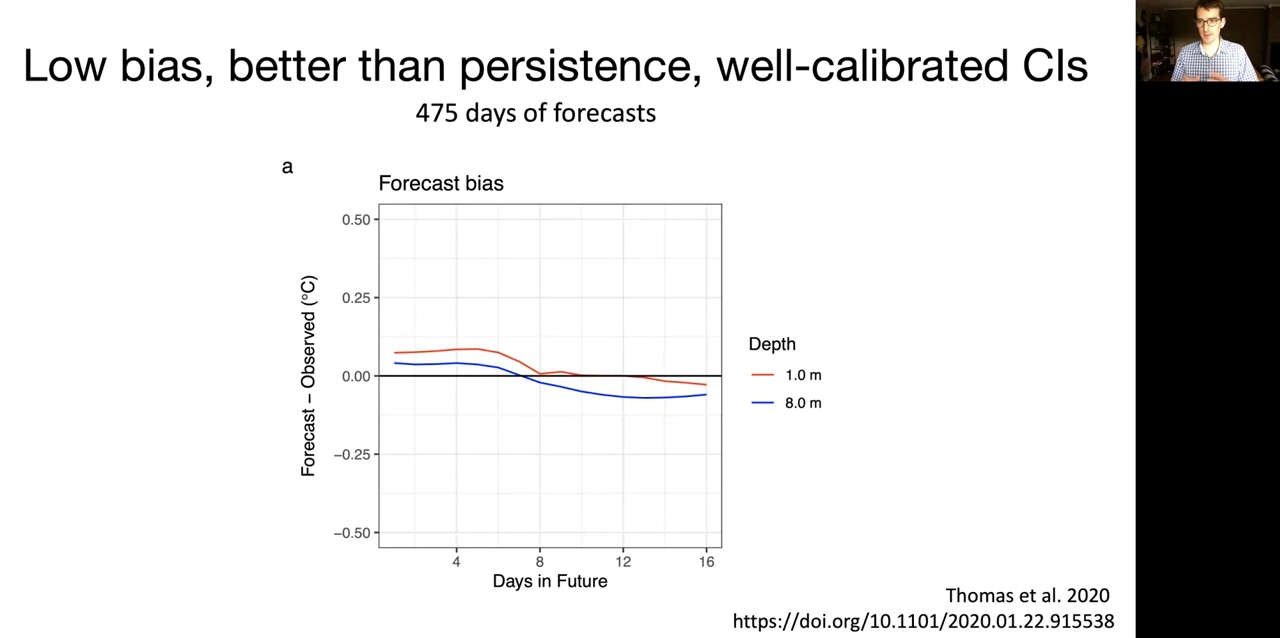 Low bias, better than persistence, well-calibrated CIs
475 days of forecasts
a
Forecast bias
0.50
0.25
0.00
−0.25
−0.50
Forecast − Observed (°C)
4 8 12 16
Days in Future
Depth
1.0 m
8.0 m
Thomas et al. 2020
https://doi.org/10.1101/2020.01.22.915538